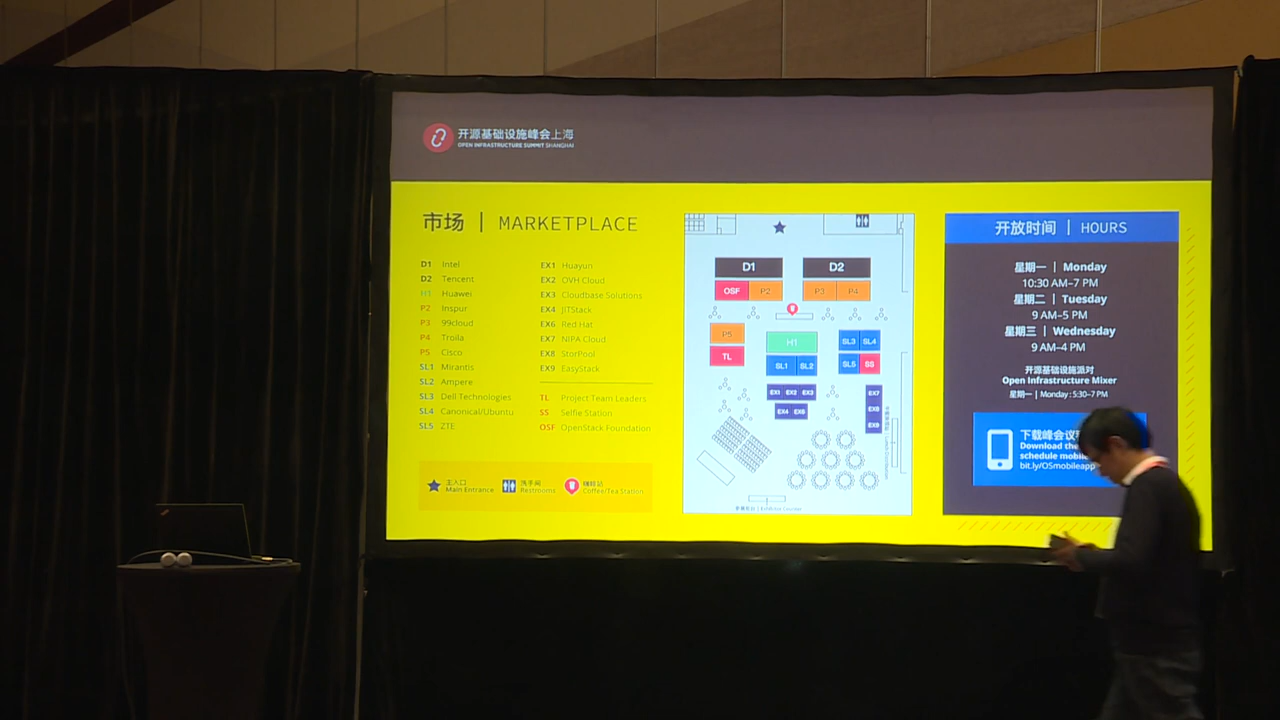 开源基础设施峰会上海
OPEN INFRASTRUCTURE SUMMIT SHANGHAI
市场 | MARKETPLACE
D1 Intel
D2 Tencent
H1 Huawei
P2 Inspur
P3 99cloud
P4 Troila
P5 Cisco
SL1 Mirantis
SL2 Ampere
SL3 Dell Technologies
SL4 Canonical/Ubuntu
SL5 ZTE
EX1 Huayun
EX2 OVH Cloud
EX3 Cloudbase Solutions
EX4 JITStack
EX6 Red Hat
EX7 NIPA Cloud
EX8 StorPool
EX9 EasyStack
TL Project Team Leaders
SS Selfie Station
OSF OpenStack Foundation
主入口
Main Entrance
洗手间
Restrooms
Coffee/Tea Station
D1 D2
OSF P2 P3 P4
P5
TL
H1
SL1 SL2
SL3 SL4
SL5 SS
EX1 EX2 EX3
EX4 EX6
EX7
EX8
EX9
开放时间 | HOURS
星期一 | Monday
10:30 AM–7 PM
星期二 | Tuesday
9 AM–5 PM
星期三 | Wednesday
9 AM–4 PM
开源基础设施派对
Open Infrastructure Mixer
星期一 | Monday : 5:30–7 PM
下载峰会议
Download the
schedule mobile
bit.ly/OSmobileapp